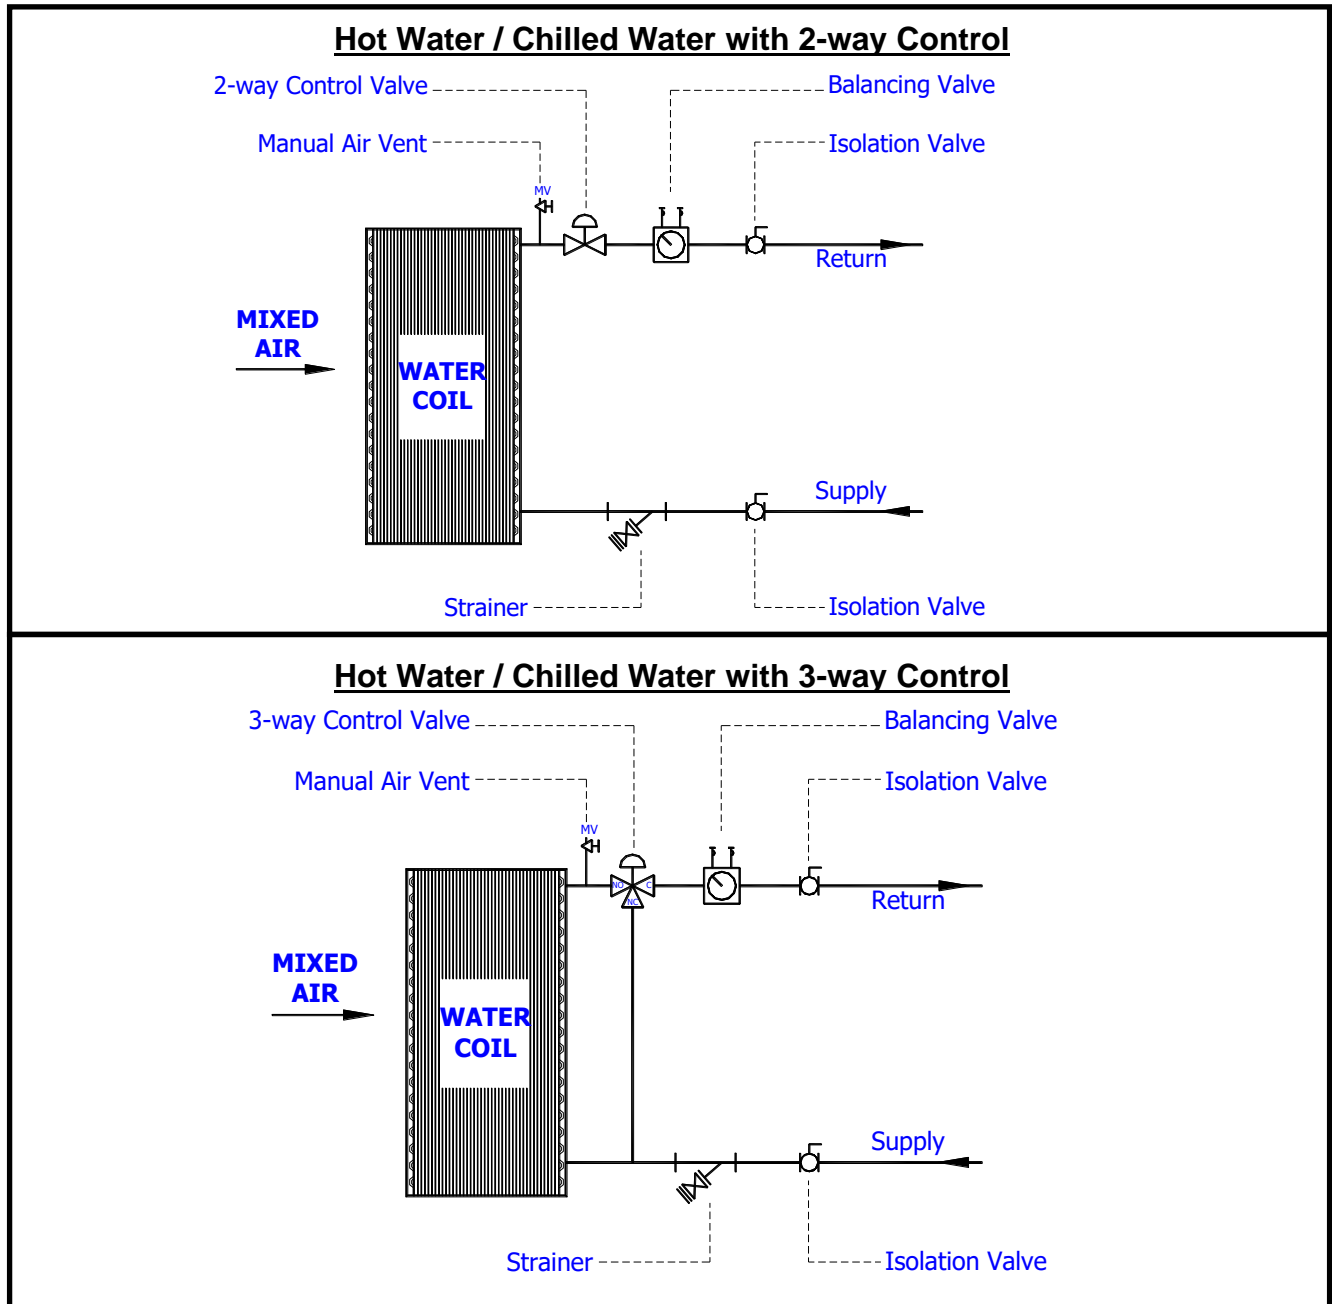 Hot Water / Chilled Water with 2-way Control
2-way Control Valve
Balancing Valve
Manual Air Vent
Isolation Valve
MV
Return
MIXED
AIR
WATER
COIL
Supply
Strainer
Isolation Valve
Hot Water / Chilled Water with 3-way Control
3-way Control Valve
Balancing Valve
Manual Air Vent
Isolation Valve
MV
NO
C
NC
Return
MIXED
AIR
WATER
COIL
Supply
Strainer
Isolation Valve